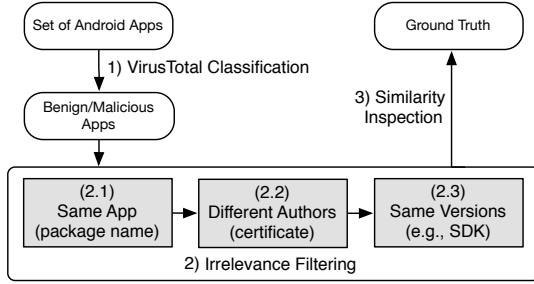 Set of Android Apps
Ground Truth
1) VirusTotal Classification
3) Similarity
Inspection
Benign/Malicious
Apps
(2.1)
Same App
(package name)
(2.2)
Different Authors
(certificate)
(2.3)
Same Versions
(e.g., SDK)
2) Irrelevance Filtering